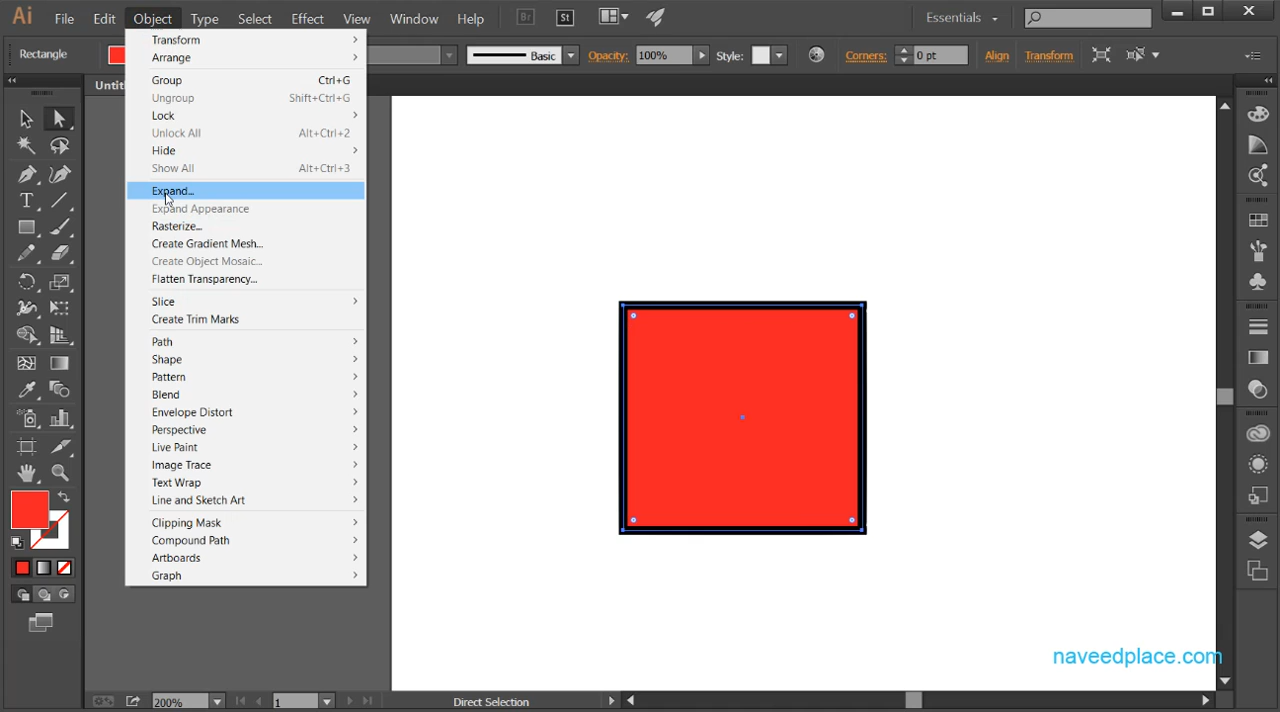 Ai File Edit Object Type Select Effect View Window Help Br St Essentials
Rectangle Basic Opacity: 100% Style: Corners: 0 pt Align Transform
Untit
Transform
Arrange
Group Ctrl+G
Ungroup Shift+Ctrl+G
Lock
Unlock All Alt+Ctrl+2
Hide
Show All Alt+Ctrl+3
Expand...
Expand Appearance
Rasterize...
Create Gradient Mesh...
Create Object Mosaic...
Flatten Transparency...
Slice
Create Trim Marks
Path
Shape
Pattern
Blend
Envelope Distort
Perspective
Live Paint
Image Trace
Text Wrap
Line and Sketch Art
Clipping Mask
Compound Path
Artboards
Graph
T
naveedplace.com
200% 1 Direct Selection